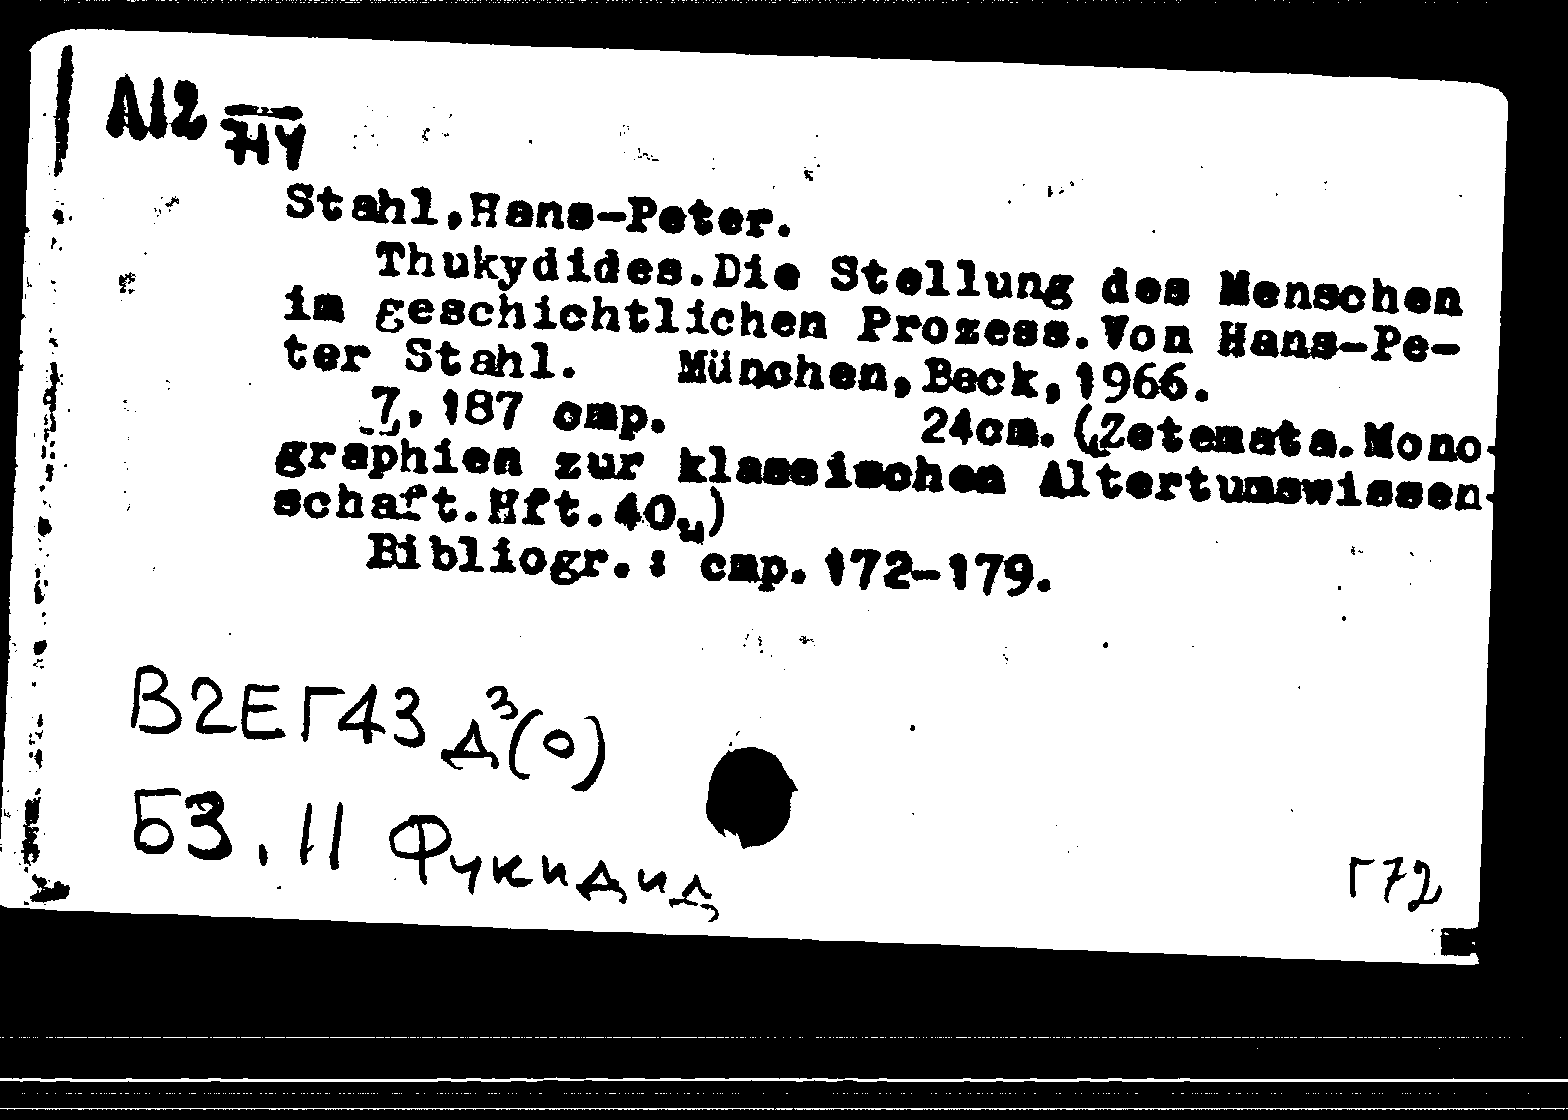 A12
Stahl,Hans-Peter.
Thukydides.Die Stellung des Menschen
im geschichtlichen Prozess.Von Hans-Pe-
ter Stahl. München,Beck,1966.
7, 187 стр. 24cm. („Zetemata.Mono-
graphien zur klassischen Altertumswissen-
schaft.Hft.40„)
Bibliogr.: стр.172-179.
В2ЕГ43 д³(о)
Б3.11 Фукидид
Г72